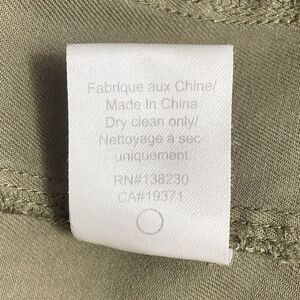 Fabrique aux Chine/
Made In China
Dry clean only/
Nettoyage à sec
uniquement
RN#138230
CA#19371